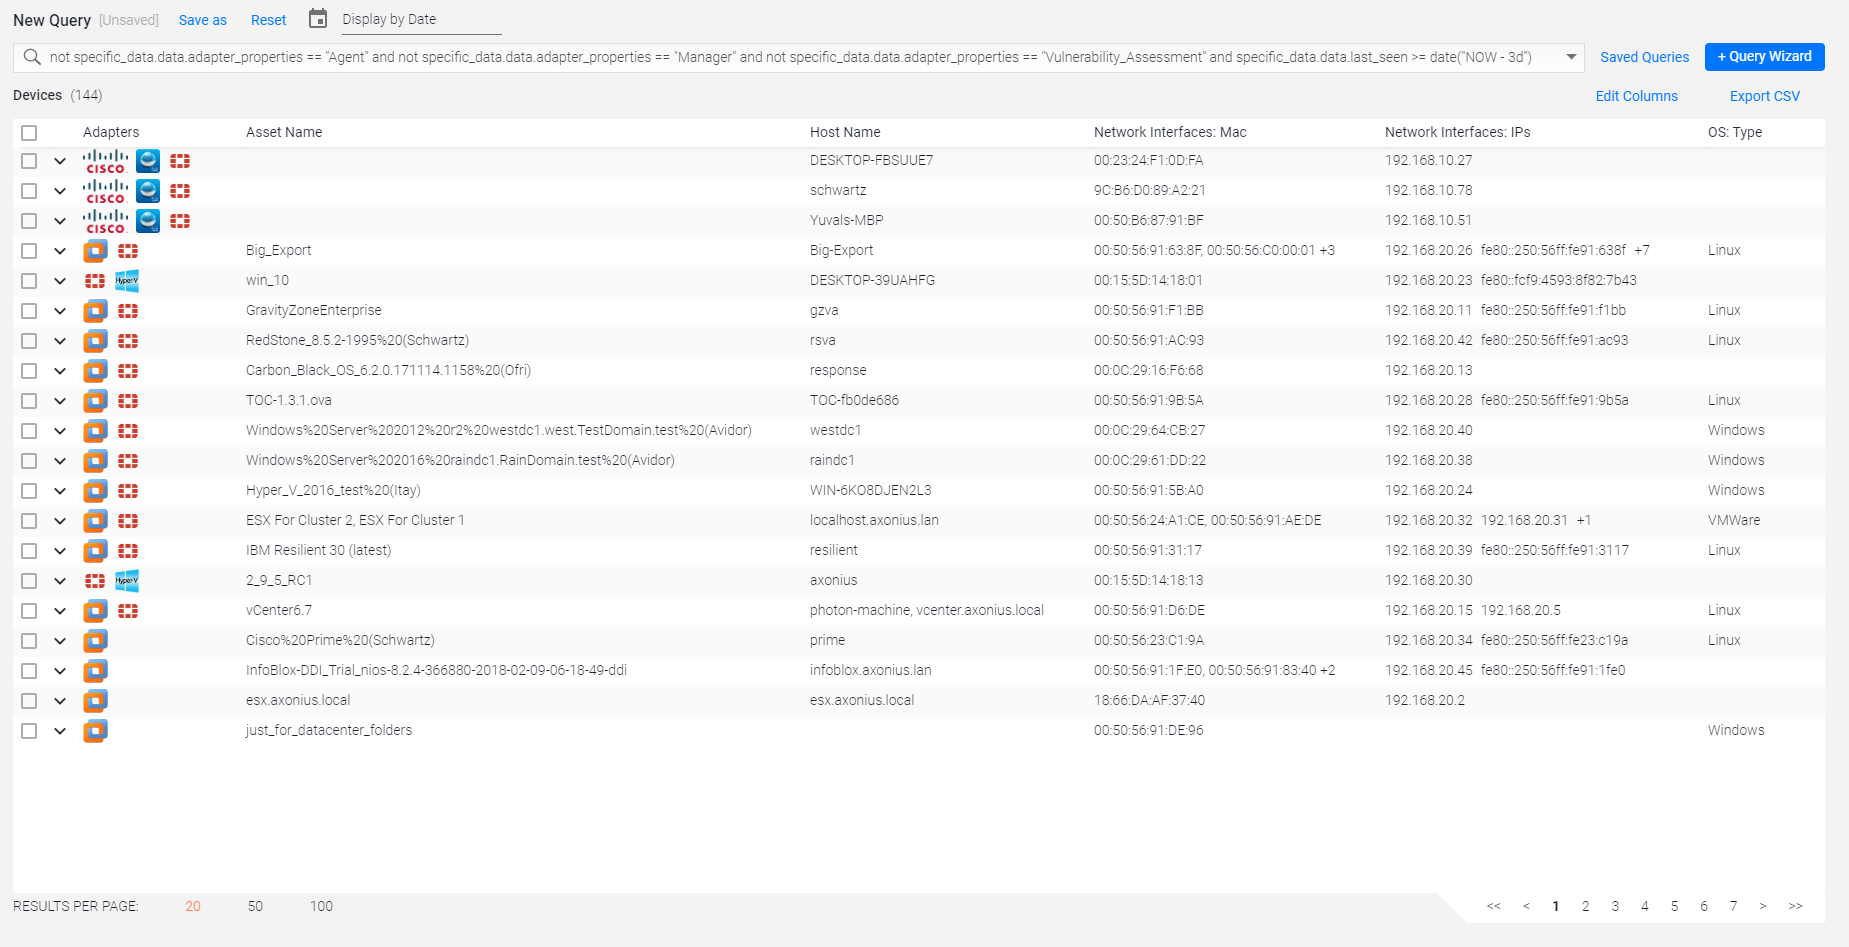 New Query [Unsaved] Save as Reset Display by Date
not specific_data.data.adapter_properties == "Agent" and not specific_data.data.adapter_properties == "Manager" and not specific_data.data.adapter_properties == "Vulnerability_Assessment" and specific_data.data.last_seen >= date("NOW - 3d") Saved Queries + Query Wizard
Devices (144) Edit Columns Export CSV
Adapters Asset Name Host Name Network Interfaces: Mac Network Interfaces: IPs OS: Type
CISCO DESKTOP-FBSUUE7 00:23:24:F1:0D:FA 192.168.10.27
CISCO schwartz 9C:B6:D0:89:A2:21 192.168.10.78
CISCO Yuvals-MBP 00:50:B6:87:91:BF 192.168.10.51
Big_Export Big-Export 00:50:56:91:63:8F, 00:50:56:C0:00:01 +3 192.168.20.26 fe80::250:56ff:fe91:638f +7 Linux
Hyper-V win_10 DESKTOP-39UAHFG 00:15:5D:14:18:01 192.168.20.23 fe80::fcf9:4593:8f82:7b43
GravityZoneEnterprise gzva 00:50:56:91:F1:BB 192.168.20.11 fe80::250:56ff:fe91:f1bb Linux
RedStone_8.5.2-1995%20(Schwartz) rsva 00:50:56:91:AC:93 192.168.20.42 fe80::250:56ff:fe91:ac93 Linux
Carbon_Black_OS_6.2.0.171114.1158%20(Ofri) response 00:0C:29:16:F6:68 192.168.20.13
TOC-1.3.1.ova TOC-fb0de686 00:50:56:91:9B:5A 192.168.20.28 fe80::250:56ff:fe91:9b5a Linux
Windows%20Server%202012%20r2%20westdc1.west.TestDomain.test%20(Avidor) westdc1 00:0C:29:64:CB:27 192.168.20.40 Windows
Windows%20Server%202016%20raindc1.RainDomain.test%20(Avidor) raindc1 00:0C:29:61:DD:22 192.168.20.38 Windows
Hyper_V_2016_test%20(Itay) WIN-6KO8DJEN2L3 00:50:56:91:5B:A0 192.168.20.24 Windows
ESX For Cluster 2, ESX For Cluster 1 localhost.axonius.lan 00:50:56:24:A1:CE, 00:50:56:91:AE:DE 192.168.20.32 192.168.20.31 +1 VMWare
IBM Resilient 30 (latest) resilient 00:50:56:91:31:17 192.168.20.39 fe80::250:56ff:fe91:3117 Linux
Hyper-V 2_9_5_RC1 axonius 00:15:5D:14:18:13 192.168.20.30
vCenter6.7 photon-machine, vcenter.axonius.local 00:50:56:91:D6:DE 192.168.20.15 192.168.20.5 Linux
Cisco%20Prime%20(Schwartz) prime 00:50:56:23:C1:9A 192.168.20.34 fe80::250:56ff:fe23:c19a Linux
InfoBlox-DDI_Trial_nios-8.2.4-366880-2018-02-09-06-18-49-ddi infoblox.axonius.lan 00:50:56:91:1F:E0, 00:50:56:91:83:40 +2 192.168.20.45 fe80::250:56ff:fe91:1fe0
esx.axonius.local esx.axonius.local 18:66:DA:AF:37:40 192.168.20.2
just_for_datacenter_folders 00:50:56:91:DE:96 Windows
RESULTS PER PAGE: 20 50 100 << < 1 2 3 4 5 6 7 > >>